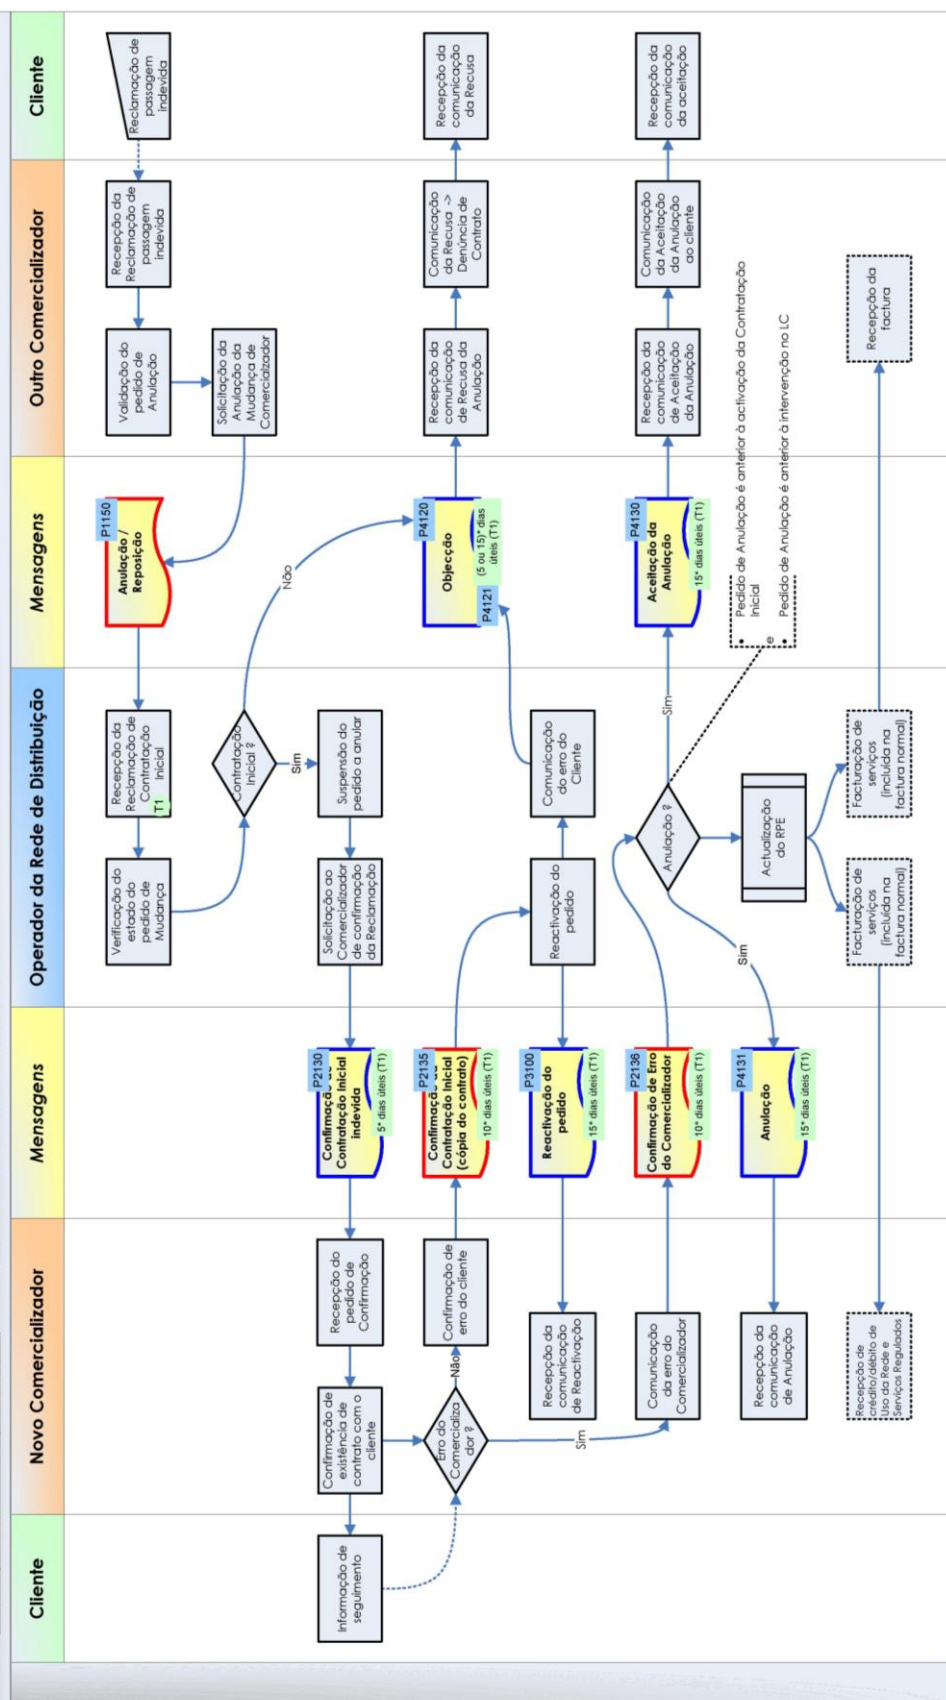 Cliente
Novo Comercializador
Mensagens
Operador da Rede de Distribuição
Mensagens
Outro Comercializador
Cliente
Reclamação de
passagem
indevida
Recepção da
Reclamação de
passagem
indevida
Validação do
pedido de
Anulação
Solicitação da
Anulação da
Mudança de
Comercializador
P1150
Anulação /
Reposição
Recepção da
Reclamação de
Contratação
Inicial
T1
Verificação do
estado do
pedido de
Mudança
Contratação
Inicial ?
Não
Sim
Suspensão do
pedido a anular
Solicitação ao
Comercializador
de confirmação
da Reclamação
P2130
Contratação Inicial
indevida
5º dias úteis (T1)
Recepção do
pedido de
Confirmação
Confirmação de
existência de
contrato com o
cliente
Informação de
seguimento
Erro do
Comercializa
dor ?
Não
Sim
Confirmação de
erro do cliente
P2135
Contratação Inicial
(cópia do contrato)
10º dias úteis (T1)
Reactivação do
pedido
Comunicação
do erro do
Cliente
P4120
Objecção
(5 ou 15)º dias
úteis (T1)
P4121
Recepção da
comunicação
de Recusa da
Anulação
Comunicação
da Recusa ->
Denúncia de
Contrato
Recepção da
comunicação
da Recusa
P3100
Reactivação do
pedido
15º dias úteis (T1)
Recepção da
comunicação
de Reactivação
Comunicação
da erro do
Comercializador
P2136
Confirmação de Erro
do Comercializador
10º dias úteis (T1)
Anulação ?
Sim
Sim
P4130
Aceitação da
Anulação
15º dias úteis (T1)
Recepção da
comunicação
de Aceitação
da Anulação
Comunicação
da Aceitação
da Anulação
ao cliente
Recepção da
comunicação
da aceitação
• Pedido de Anulação é anterior à activação da Contratação
Inicial
e
• Pedido de Anulação é anterior à intervenção no LC
Actualização
do RPE
P4131
Anulação
15º dias úteis (T1)
Recepção da
comunicação
de Anulação
Recepção de
crédito/débito de
Uso da Rede e
Serviços Regulados
Facturação de
serviços
(incluída na
factura normal)
Facturação de
serviços
(incluída na
factura normal)
Recepção da
factura